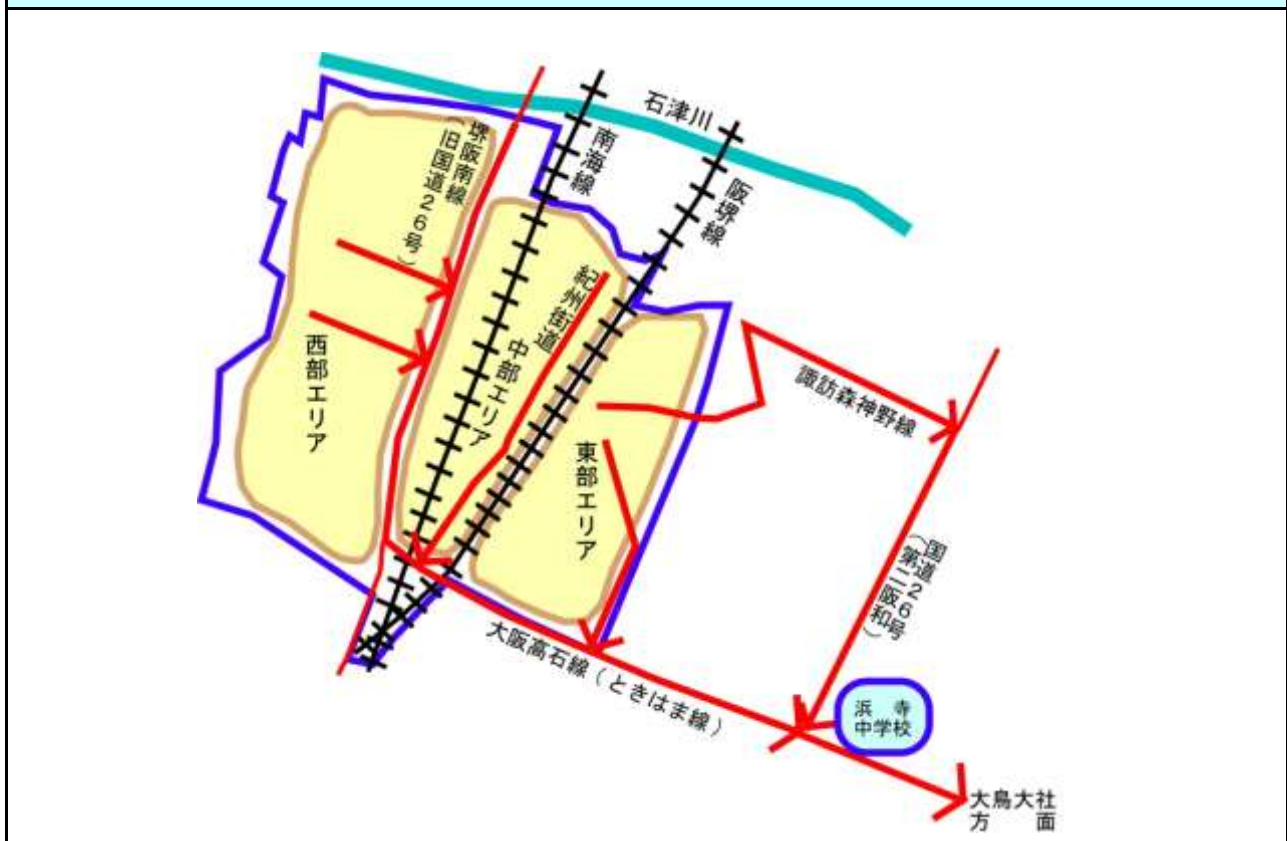 石津川
南海線
阪堺線
堺阪南線
（旧国道２６号）
紀州街道
西部エリア
中部エリア
東部エリア
諏訪森神野線
国道２６号
（第二阪和）
大阪高石線（ときはま線）
浜　寺
中学校
大鳥大社
方　　面